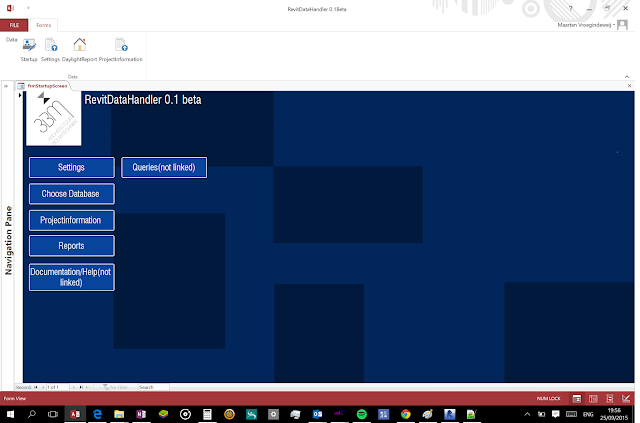 RevitDataHandler 0.1Beta
FILE
Forms
Maarten Vroegindeweij
Data
Startup
Settings
DaylightReport
ProjectInformation
Data
frmStartupScreen
3BM
RevitDataHandler 0.1 beta
Settings
Queries(not linked)
Choose Database
Projectinformation
Reports
Documentation/Help(not
linked)
Navigation Pane
Record:
1 of 1
No Filter
Search
Form View
NUM LOCK
ENG
19:56
25/09/2015